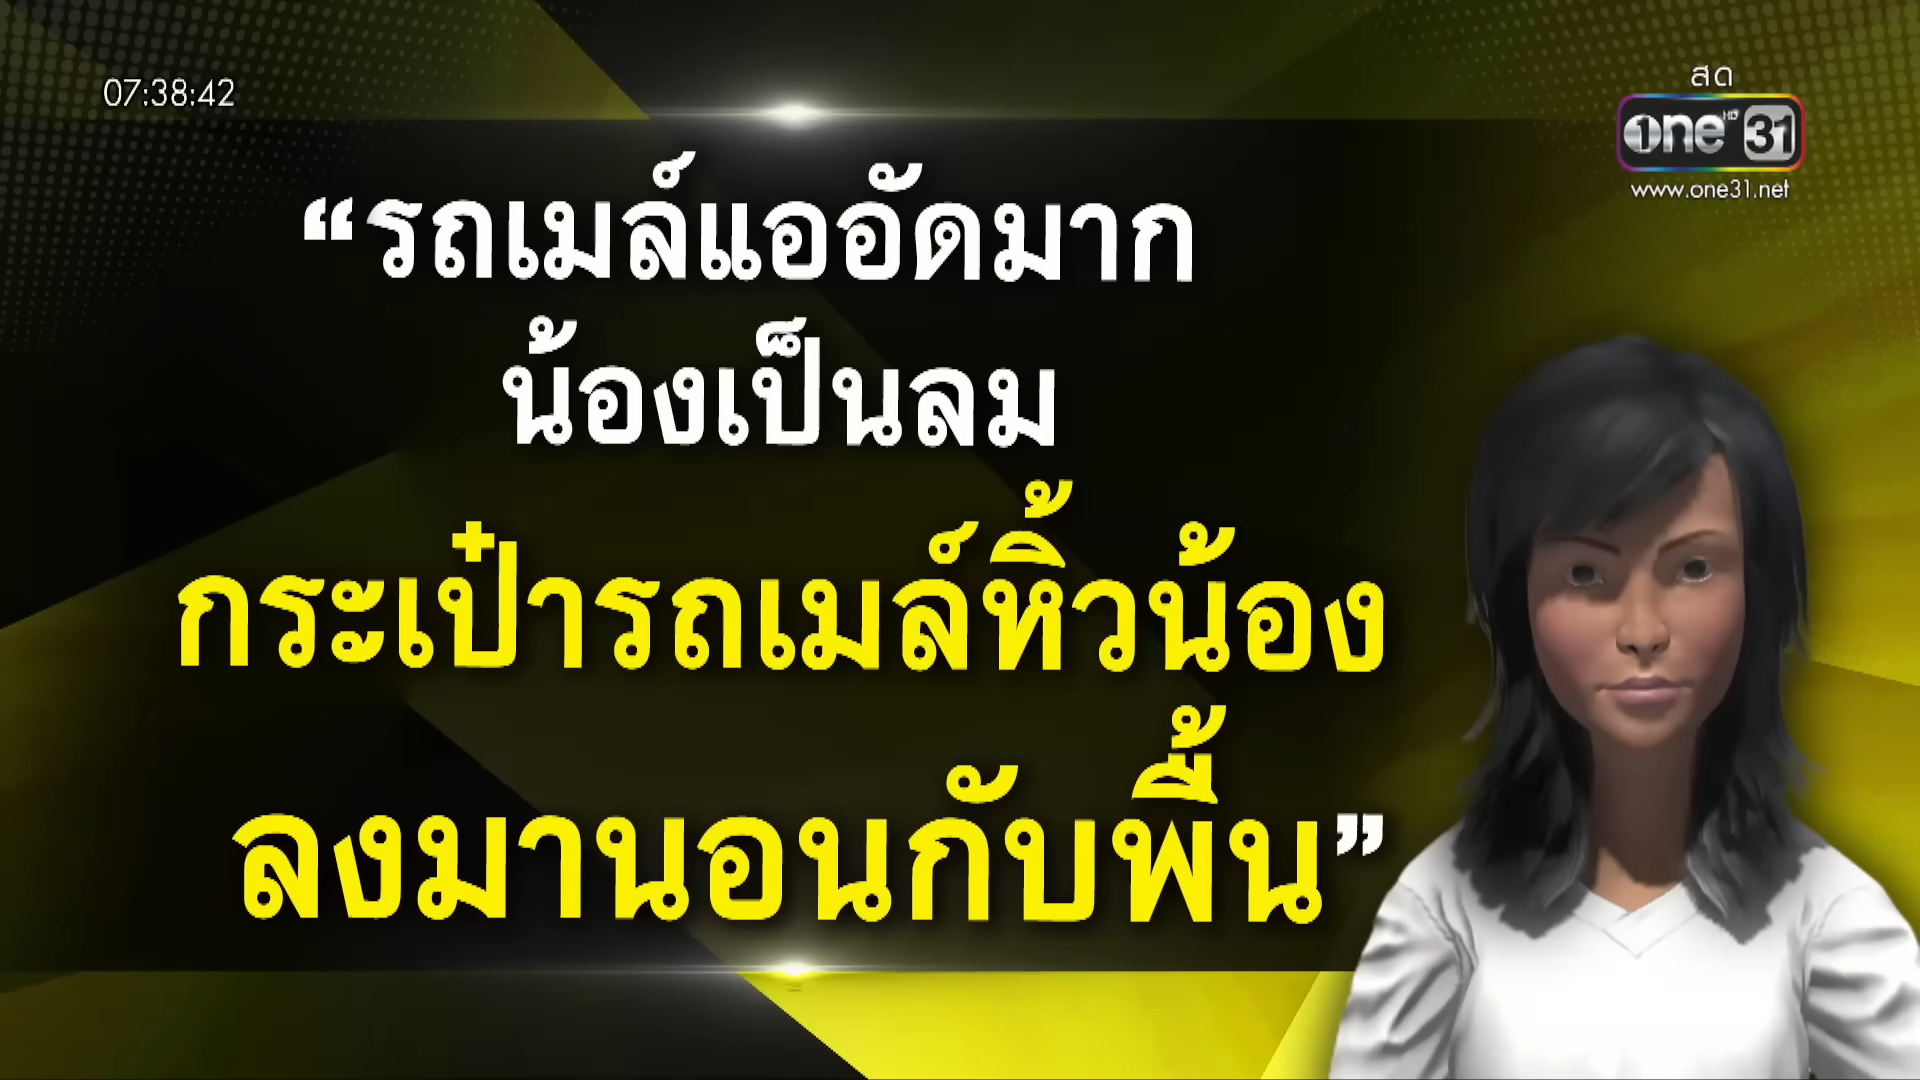 07:38:42
สด
one HD 31
www.one31.net
“รถเมล์แออัดมาก
น้องเป็นลม
กระเป๋ารถเมล์หิ้วน้อง
ลงมานอนกับพื้น”